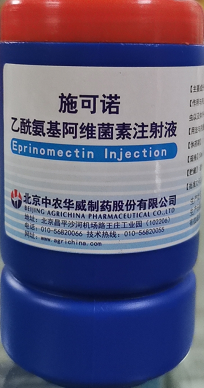 施可诺
乙酰氨基阿维菌素注射液
Eprinomectin Injection
北京中农华威制药股份有限公司
BEIJING AGRICHINA PHARMACEUTICAL CO.,LTD
地址：北京昌平沙河机场路王庄工业园（102206）
电话：010-56820066 技术热线：010-56820055
www.agrichina.com